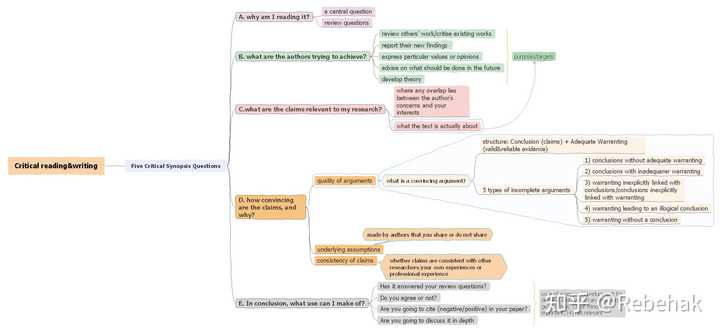 Critical reading&writing
Five Critical Synopsis Questions
A. why am I reading it?
a central question
review questions
B. what are the authors trying to achieve?
review others' work/critise existing works
report their new findings
express perticular values or opinions
advise on what should be done in the future
develop theory
purposes/targets
C.what are the claims relevant to my research?
where any overlap lies
between the author's
concerns and your
interests
what the text is actually about
D. how convincing
are the claims, and
why?
quality of arguments
what is a convincing argument?
structure: Conclusion (claims) + Adequate Warrenting
(valid&reliable evidence)
5 types of incomplete arguments
1) conclusions without adequate warranting
2) conclusions with inadequarer warranting
3) warranting inexplicitly linked with
conclusions/conclusions inexplicitly
linked with warranting
4) warranting leading to an illogical conclusion
5) warranting without a conclusion
underlying assumptions
made by authors that you share or do not share
consistency of claims
whether claims are consistent with other
researchers/your own experiences or
professional experience
E. In conclusion, what use can I make of?
Has it answered your review questions?
Do you agree or not?
Are you going to cite (negative/positive) in your paper?
Are you going to discuss it in depth
知乎 @Rebehak